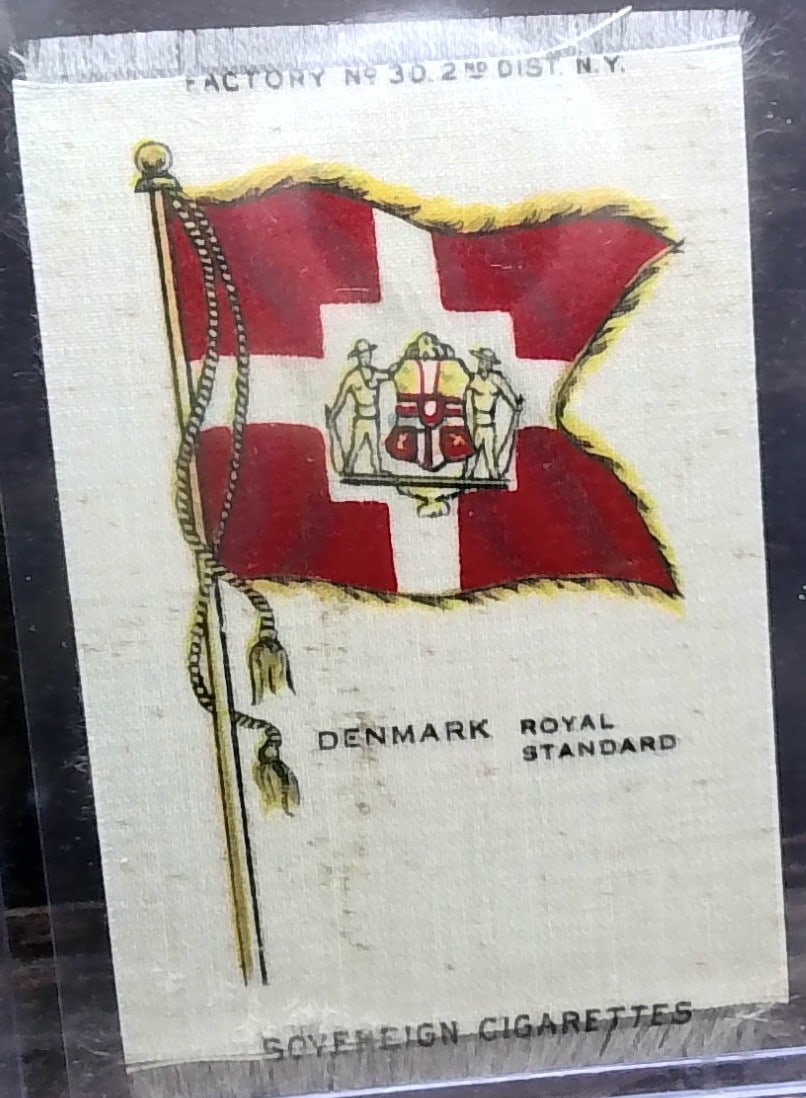 FACTORY Nº 30. 2ND DIST. N.Y.
DENMARK ROYAL
STANDARD
SOVEREIGN CIGARETTES